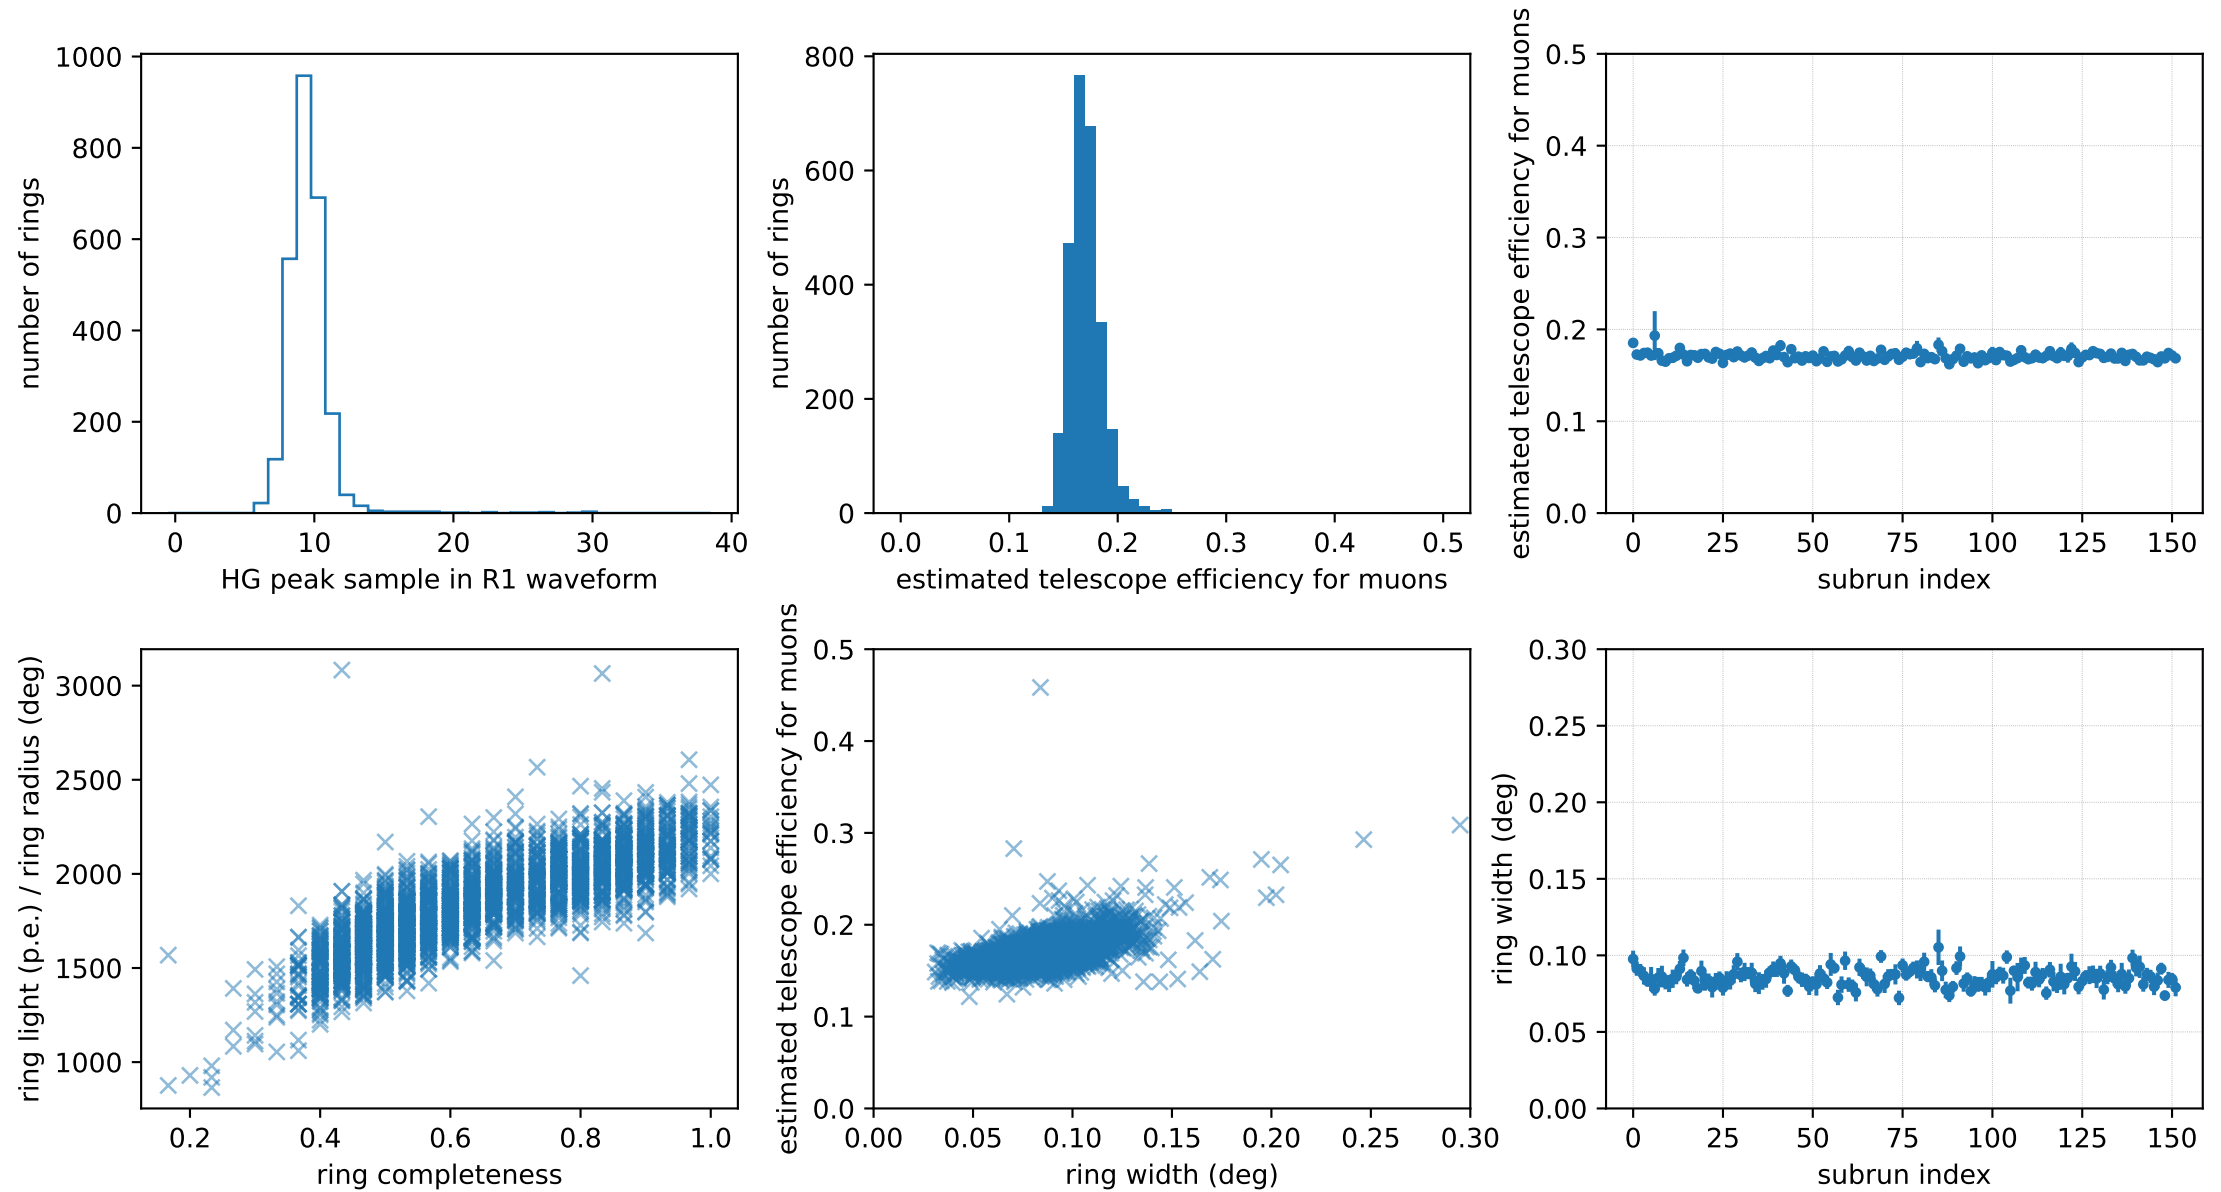 1000
800
600
400
200
0
number of rings
0 10 20 30 40
HG peak sample in R1 waveform
800
600
400
200
0
number of rings
0.0 0.1 0.2 0.3 0.4 0.5
estimated telescope efficiency for muons
0.5
0.4
0.3
0.2
0.1
0.0
estimated telescope efficiency for muons
0 25 50 75 100 125 150
subrun index
3000
2500
2000
1500
1000
ring light (p.e.) / ring radius (deg)
0.2 0.4 0.6 0.8 1.0
ring completeness
0.5
0.4
0.3
0.2
0.1
0.0
estimated telescope efficiency for muons
0.00 0.05 0.10 0.15 0.20 0.25 0.30
ring width (deg)
0.30
0.25
0.20
0.15
0.10
0.05
0.00
ring width (deg)
0 25 50 75 100 125 150
subrun index